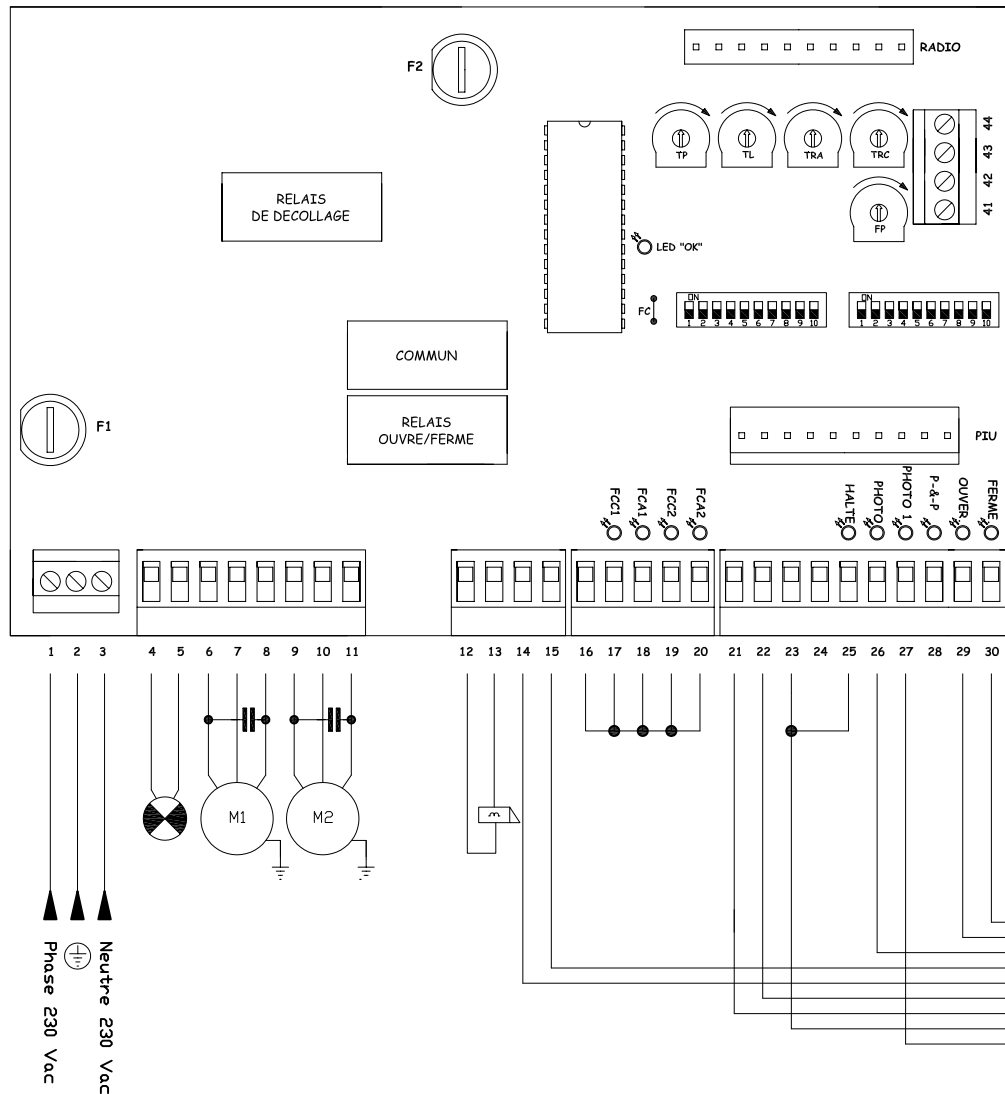 F2
RADIO
TP
TL
TRA
TRC
44
43
42
41
FP
RELAIS
DE DECOLLAGE
LED "OK"
FC
ON
1 2 3 4 5 6 7 8 9 10
ON
1 2 3 4 5 6 7 8 9 10
COMMUN
RELAIS
OUVRE/FERME
F1
PIU
FCC1
FCA1
FCC2
FCA2
HALTE
PHOTO
PHOTO 1
P-&-P
OUVER
FERME
1 2 3 4 5 6 7 8 9 10 11 12 13 14 15 16 17 18 19 20 21 22 23 24 25 26 27 28 29 30
M1
M2
Phase 230 Vac
Neutre 230 Vac